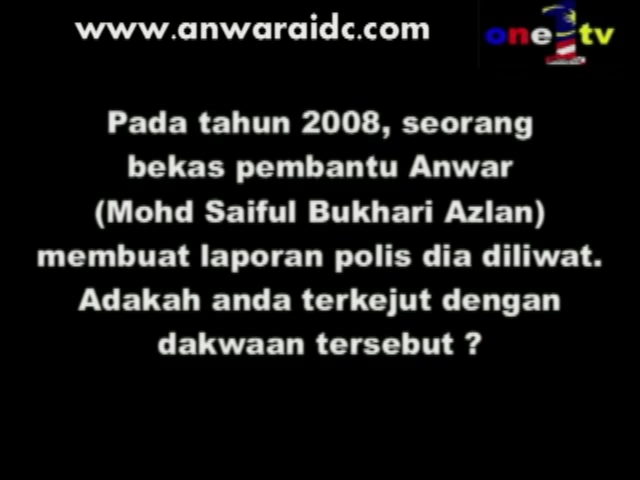 www.anwaraidc.com
one tv
Pada tahun 2008, seorang
bekas pembantu Anwar
(Mohd Saiful Bukhari Azlan)
membuat laporan polis dia diliwat.
Adakah anda terkejut dengan
dakwaan tersebut ?